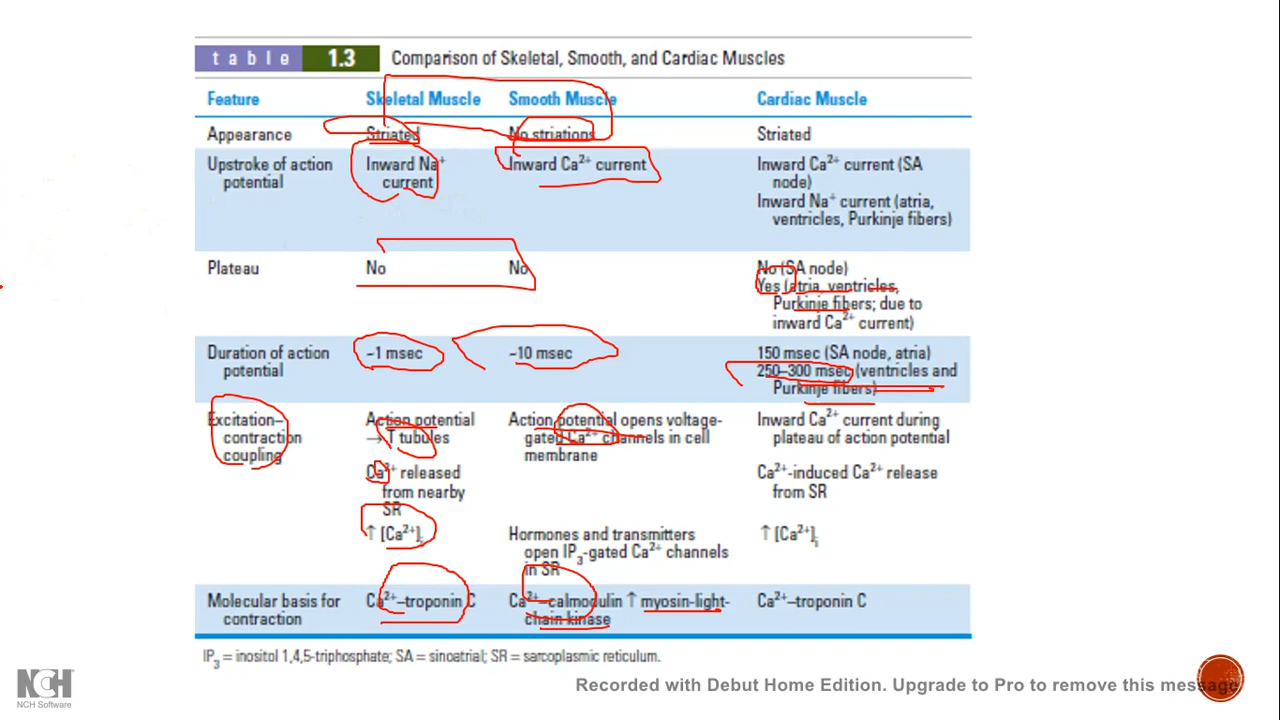 table 1.3 Comparison of Skeletal, Smooth, and Cardiac Muscles
Feature Skeletal Muscle Smooth Muscle Cardiac Muscle
Appearance Striated No striations Striated
Upstroke of action Inward Na⁺ Inward Ca²⁺ current Inward Ca²⁺ current (SA
potential current node)
Inward Na⁺ current (atria,
ventricles, Purkinje fibers)
Plateau No No No (SA node)
Yes (atria, ventricles,
Purkinje fibers; due to
inward Ca²⁺ current)
Duration of action ~1 msec ~10 msec 150 msec (SA node, atria)
potential 250–300 msec (ventricles and
Purkinje fibers)
Excitation– Action potential Action potential opens voltage- Inward Ca²⁺ current during
contraction → T tubules gated Ca²⁺ channels in cell plateau of action potential
coupling membrane
Ca²⁺ released Ca²⁺-induced Ca²⁺ release
from nearby from SR
SR
↑ [Ca²⁺]ᵢ Hormones and transmitters ↑ [Ca²⁺]ᵢ
open IP₃-gated Ca²⁺ channels
in SR
Molecular basis for Ca²⁺–troponin C Ca²⁺–calmodulin ↑ myosin-light- Ca²⁺–troponin C
contraction chain kinase
IP₃ = inositol 1,4,5-triphosphate; SA = sinoatrial; SR = sarcoplasmic reticulum.
NCH
NCH Software
Recorded with Debut Home Edition. Upgrade to Pro to remove this message